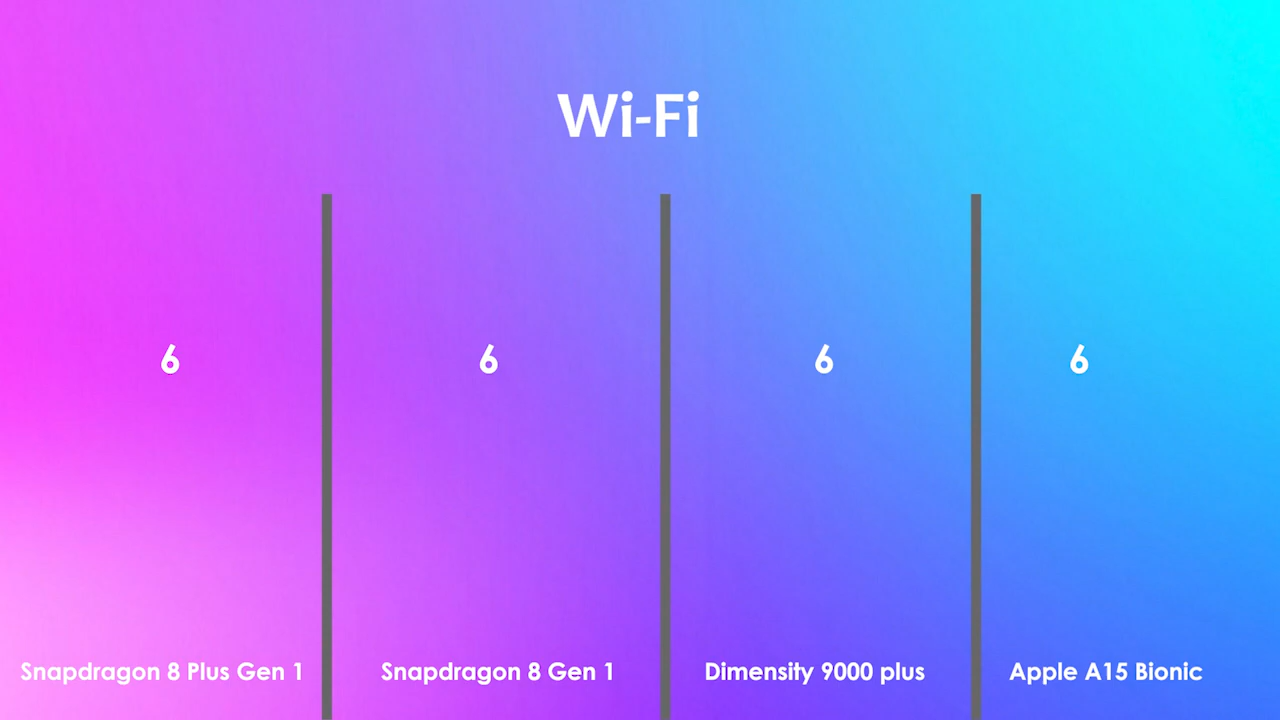 Wi-Fi
6 6 6 6
Snapdragon 8 Plus Gen 1 Snapdragon 8 Gen 1 Dimensity 9000 plus Apple A15 Bionic